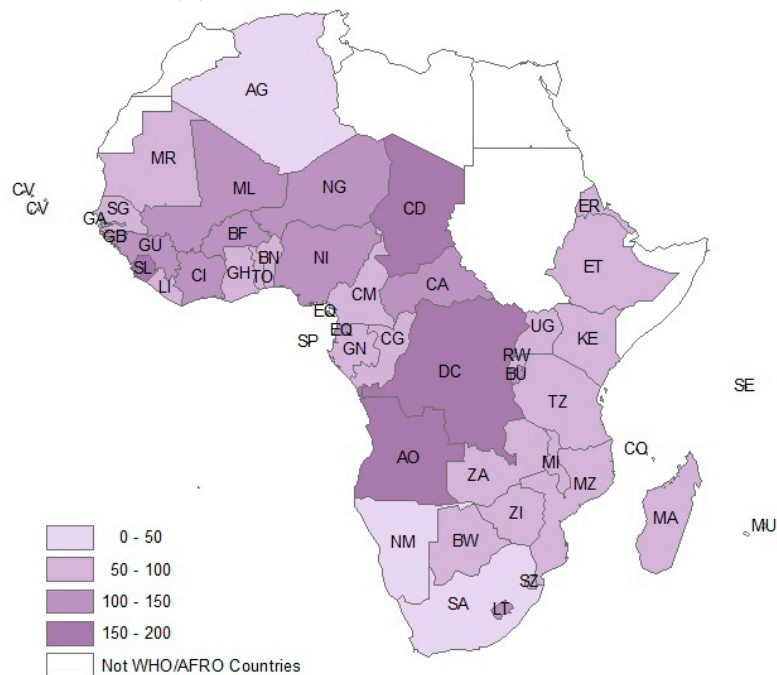 AG
MR
CV
CV
SG
GA
GB
GU
SL
LI
ML
NG
CD
BF
CI
GH
TO
BN
NI
CM
CA
ER
ET
EQ
EQ
SP
GN
CG
DC
UG
KE
RW
BU
TZ
SE
AO
ZA
MI
MZ
CO
MA
MU
NM
BW
ZI
SA
SZ
LT
0 - 50
50 - 100
100 - 150
150 - 200
Not WHO/AFRO Countries